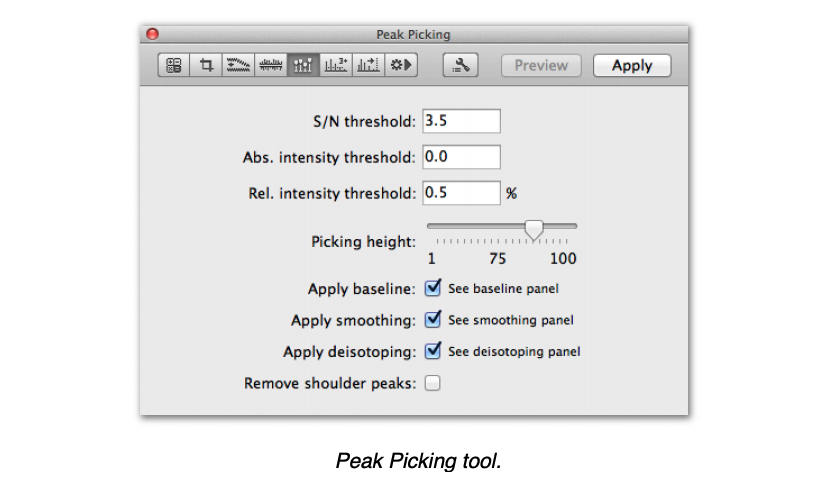 Peak Picking
Preview Apply
S/N threshold: 3.5
Abs. intensity threshold: 0.0
Rel. intensity threshold: 0.5 %
Picking height:
1 75 100
Apply baseline: See baseline panel
Apply smoothing: See smoothing panel
Apply deisotoping: See deisotoping panel
Remove shoulder peaks:
Peak Picking tool.